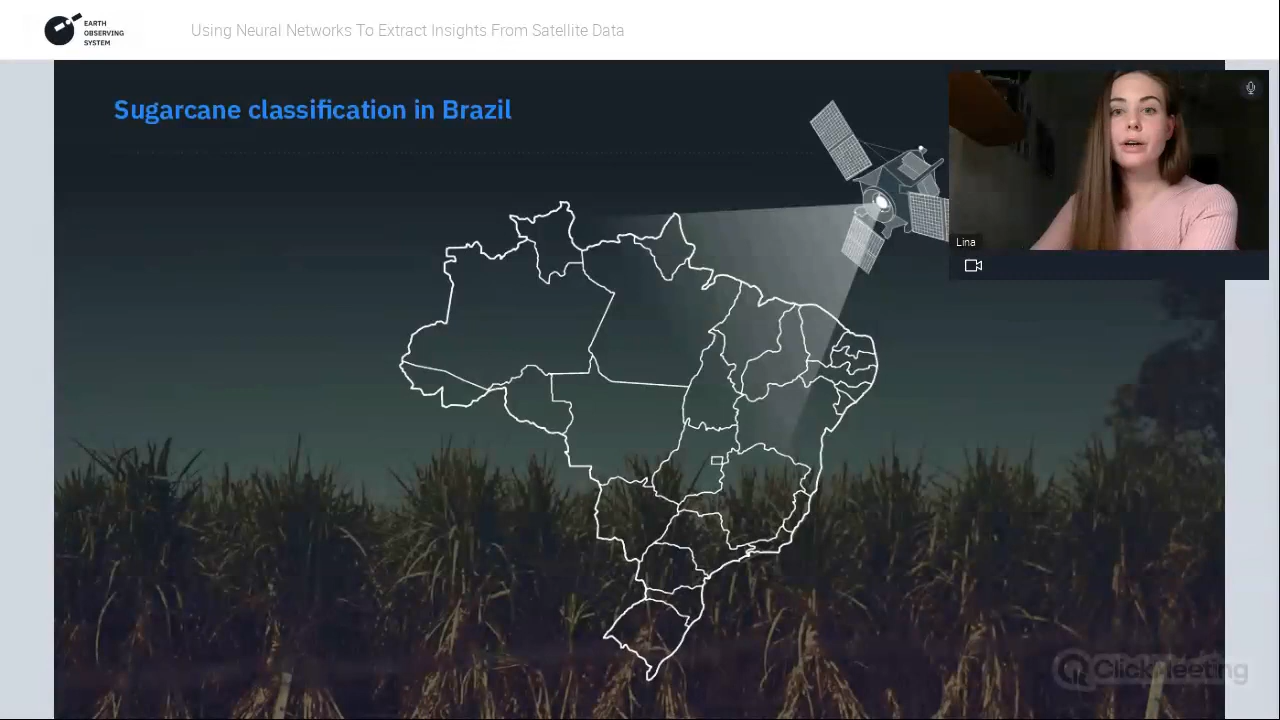 EARTH
OBSERVING
SYSTEM
Using Neural Networks To Extract Insights From Satellite Data
Sugarcane classification in Brazil
Lina
ClickMeeting